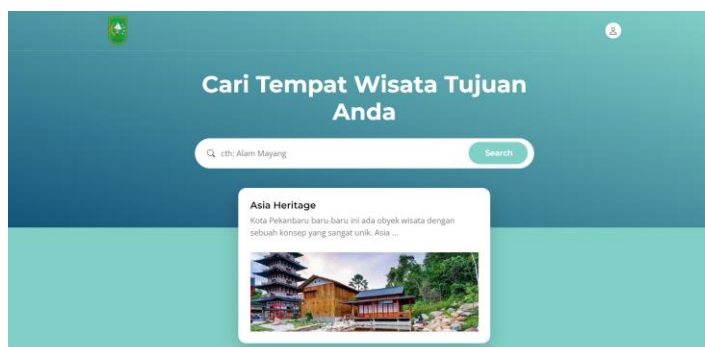 Cari Tempat Wisata Tujuan
Anda
cth: Alam Mayang
Search
Asia Heritage
Kota Pekanbaru baru-baru ini ada obyek wisata dengan
sebuah konsep yang sangat unik. Asia ...